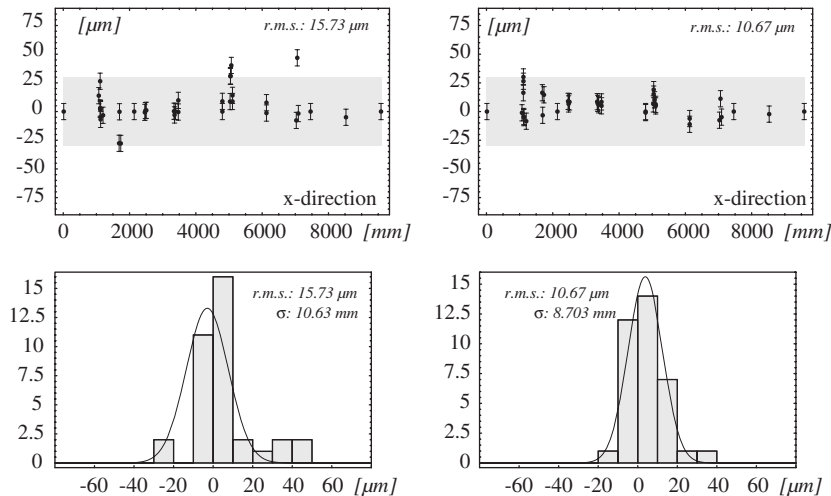 [μm]
r.m.s.: 15.73 μm
75
50
25
0
25
50
75
x-direction
0 2000 4000 6000 8000 [mm]
[μm]
r.m.s.: 10.67 μm
75
50
25
0
25
50
75
x-direction
0 2000 4000 6000 8000 [mm]
15
12.5
10
7.5
5
2.5
0
r.m.s.: 15.73 μm
σ: 10.63 mm
-60 -40 -20 0 20 40 60 [μm]
15
12.5
10
7.5
5
2.5
0
r.m.s.: 10.67 μm
σ: 8.703 mm
-60 -40 -20 0 20 40 60 [μm]